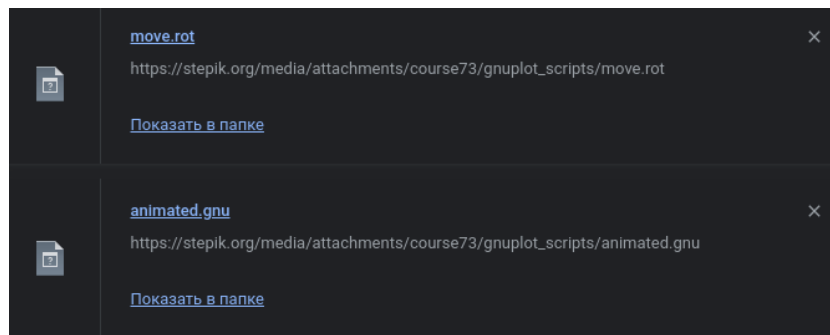 move.rot
https://stepik.org/media/attachments/course73/gnuplot_scripts/move.rot
Показать в папке
animated.gnu
https://stepik.org/media/attachments/course73/gnuplot_scripts/animated.gnu
Показать в папке